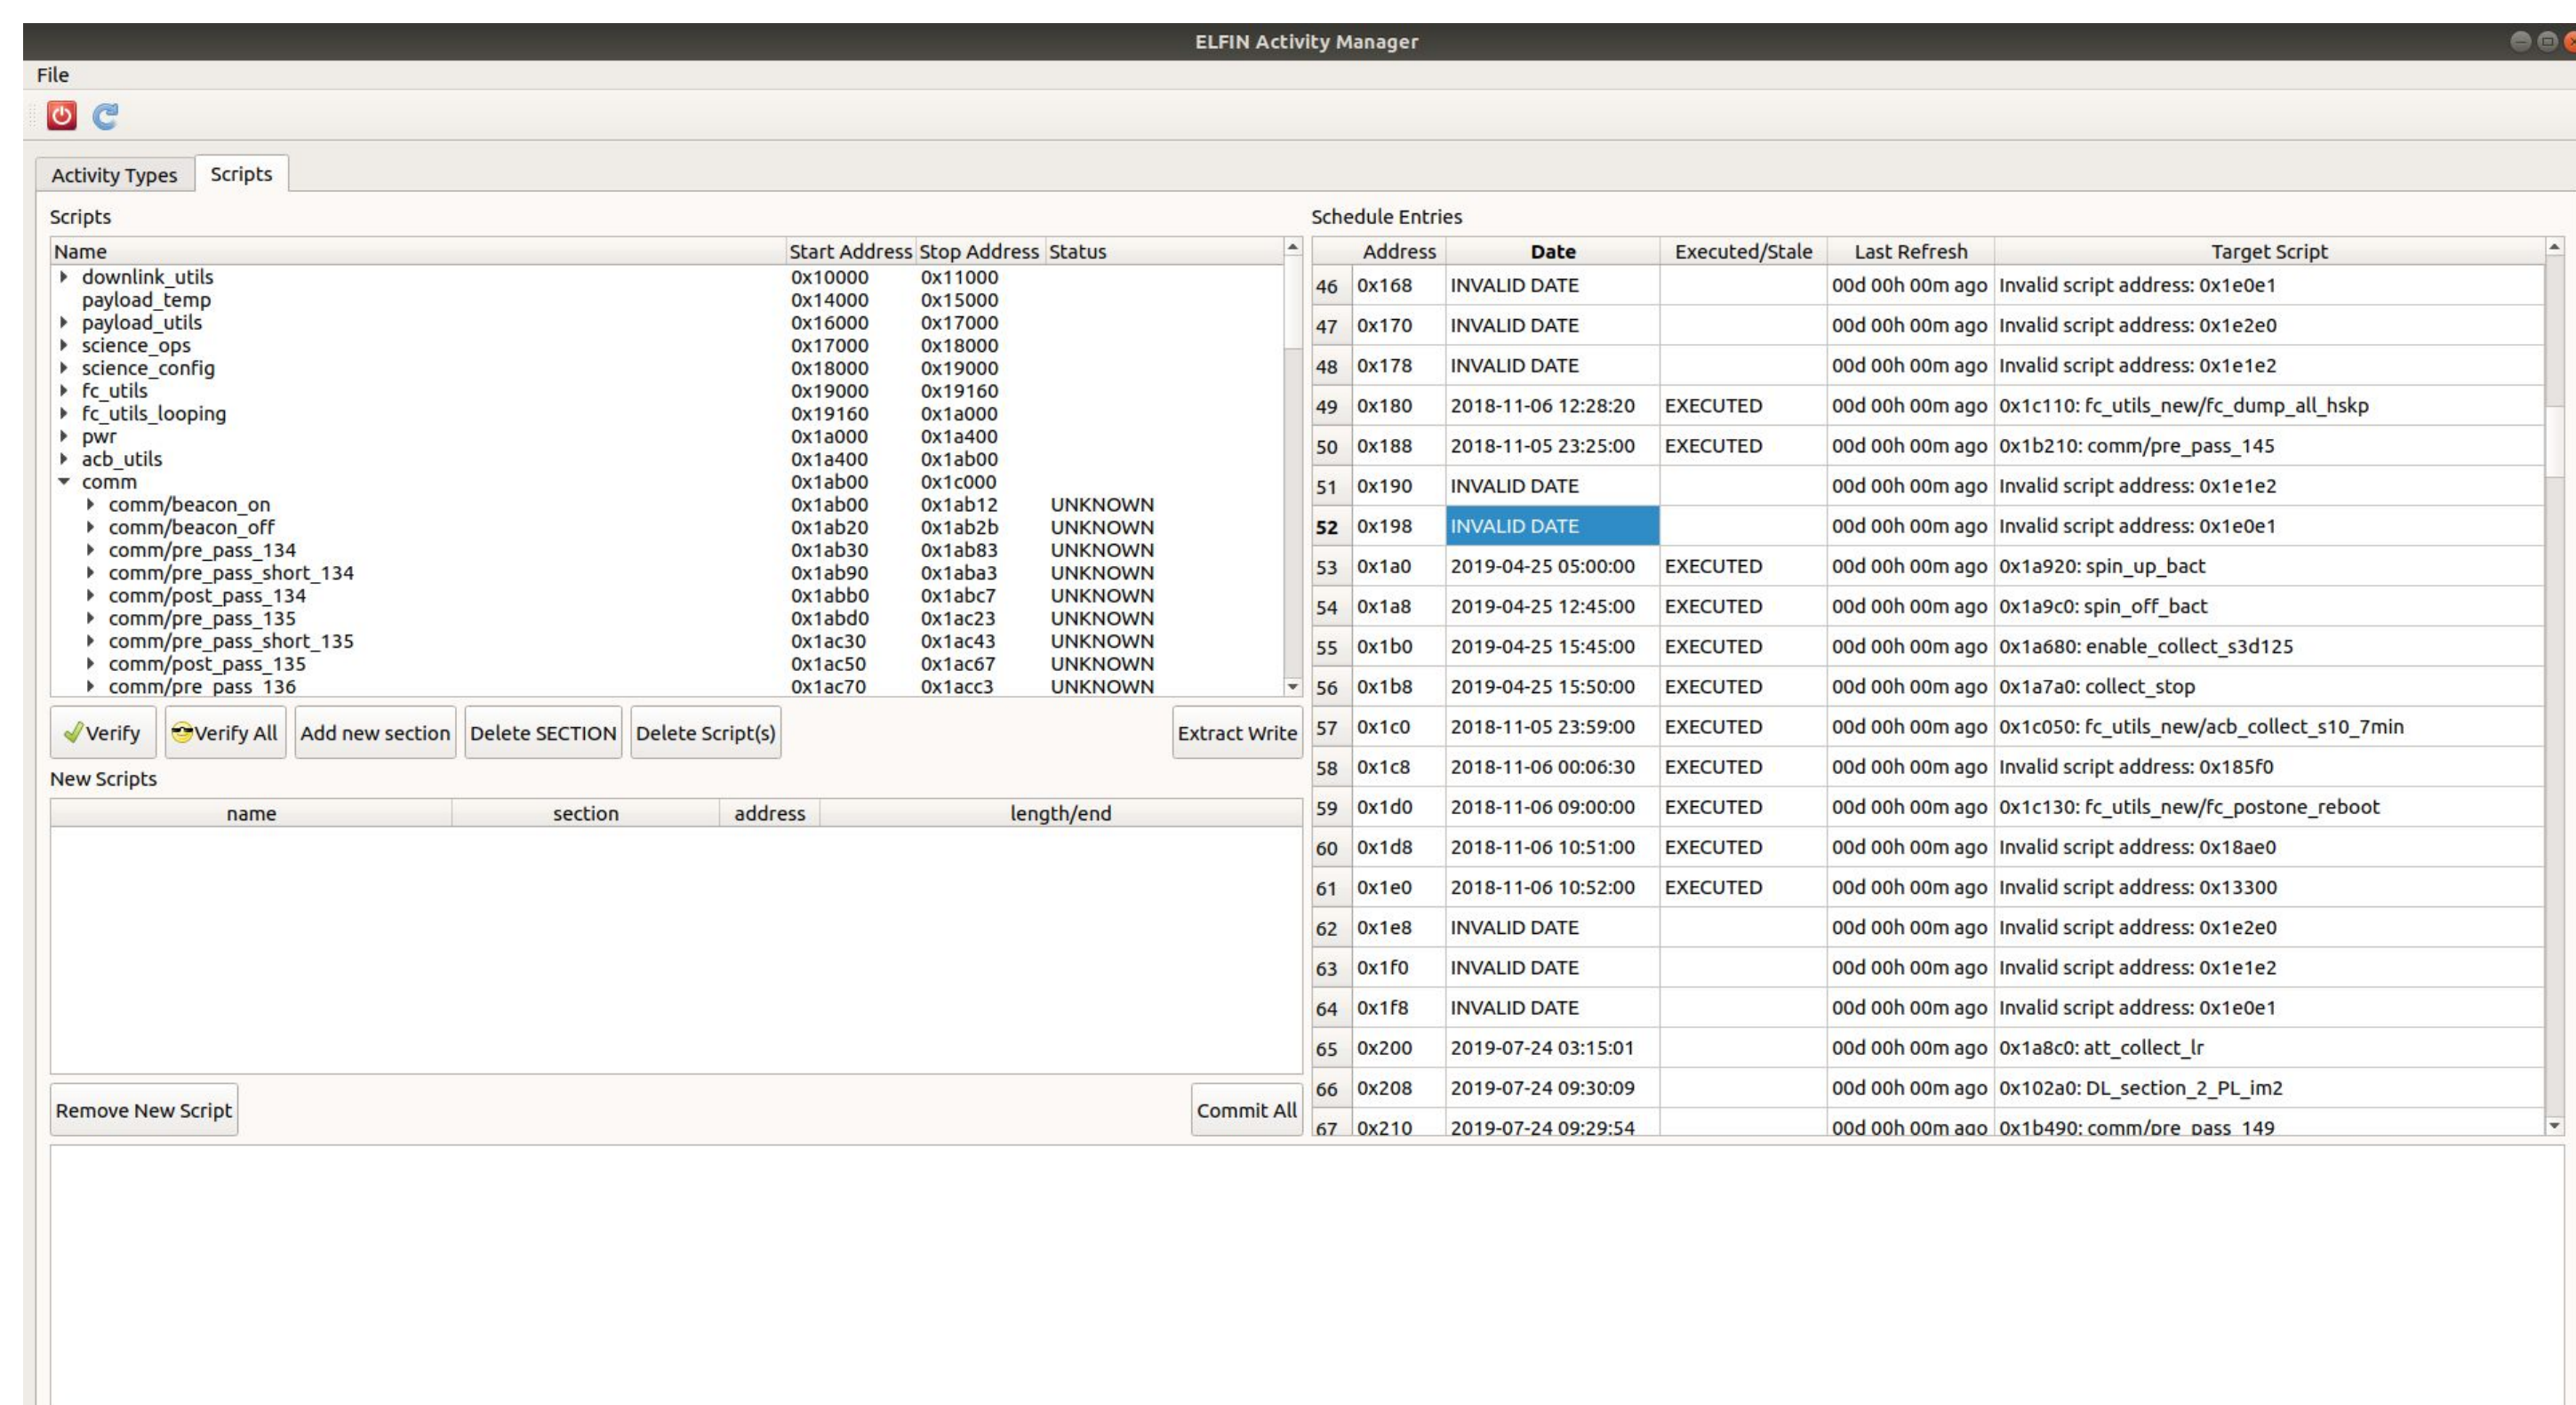 ELFIN Activity Manager
File
Activity Types Scripts
Scripts
Name Start Address Stop Address Status
downlink_utils 0x10000 0x11000
payload_temp 0x14000 0x15000
payload_utils 0x16000 0x17000
science_ops 0x17000 0x18000
science_config 0x18000 0x19000
fc_utils 0x19000 0x19160
fc_utils_looping 0x19160 0x1a000
pwr 0x1a000 0x1a400
acb_utils 0x1a400 0x1ab00
comm 0x1ab00 0x1c000
comm/beacon_on 0x1ab00 0x1ab12 UNKNOWN
comm/beacon_off 0x1ab20 0x1ab2b UNKNOWN
comm/pre_pass_134 0x1ab30 0x1ab83 UNKNOWN
comm/pre_pass_short_134 0x1ab90 0x1aba3 UNKNOWN
comm/post_pass_134 0x1abb0 0x1abc7 UNKNOWN
comm/pre_pass_135 0x1abd0 0x1ac23 UNKNOWN
comm/pre_pass_short_135 0x1ac30 0x1ac43 UNKNOWN
comm/post_pass_135 0x1ac50 0x1ac67 UNKNOWN
comm/pre_pass_136 0x1ac70 0x1acc3 UNKNOWN
Verify Verify All Add new section Delete SECTION Delete Script(s) Extract Write
New Scripts
name section address length/end
Remove New Script Commit All
Schedule Entries
Address Date Executed/Stale Last Refresh Target Script
46 0x168 INVALID DATE 00d 00h 00m ago Invalid script address: 0x1e0e1
47 0x170 INVALID DATE 00d 00h 00m ago Invalid script address: 0x1e2e0
48 0x178 INVALID DATE 00d 00h 00m ago Invalid script address: 0x1e1e2
49 0x180 2018-11-06 12:28:20 EXECUTED 00d 00h 00m ago 0x1c110: fc_utils_new/fc_dump_all_hskp
50 0x188 2018-11-05 23:25:00 EXECUTED 00d 00h 00m ago 0x1b210: comm/pre_pass_145
51 0x190 INVALID DATE 00d 00h 00m ago Invalid script address: 0x1e1e2
52 0x198 INVALID DATE 00d 00h 00m ago Invalid script address: 0x1e0e1
53 0x1a0 2019-04-25 05:00:00 EXECUTED 00d 00h 00m ago 0x1a920: spin_up_bact
54 0x1a8 2019-04-25 12:45:00 EXECUTED 00d 00h 00m ago 0x1a9c0: spin_off_bact
55 0x1b0 2019-04-25 15:45:00 EXECUTED 00d 00h 00m ago 0x1a680: enable_collect_s3d125
56 0x1b8 2019-04-25 15:50:00 EXECUTED 00d 00h 00m ago 0x1a7a0: collect_stop
57 0x1c0 2018-11-05 23:59:00 EXECUTED 00d 00h 00m ago 0x1c050: fc_utils_new/acb_collect_s10_7min
58 0x1c8 2018-11-06 00:06:30 EXECUTED 00d 00h 00m ago Invalid script address: 0x185f0
59 0x1d0 2018-11-06 09:00:00 EXECUTED 00d 00h 00m ago 0x1c130: fc_utils_new/fc_postone_reboot
60 0x1d8 2018-11-06 10:51:00 EXECUTED 00d 00h 00m ago Invalid script address: 0x18ae0
61 0x1e0 2018-11-06 10:52:00 EXECUTED 00d 00h 00m ago Invalid script address: 0x13300
62 0x1e8 INVALID DATE 00d 00h 00m ago Invalid script address: 0x1e2e0
63 0x1f0 INVALID DATE 00d 00h 00m ago Invalid script address: 0x1e1e2
64 0x1f8 INVALID DATE 00d 00h 00m ago Invalid script address: 0x1e0e1
65 0x200 2019-07-24 03:15:01 00d 00h 00m ago 0x1a8c0: att_collect_lr
66 0x208 2019-07-24 09:30:09 00d 00h 00m ago 0x102a0: DL_section_2_PL_im2
67 0x210 2019-07-24 09:29:54 00d 00h 00m ago 0x1b490: comm/pre_pass_149